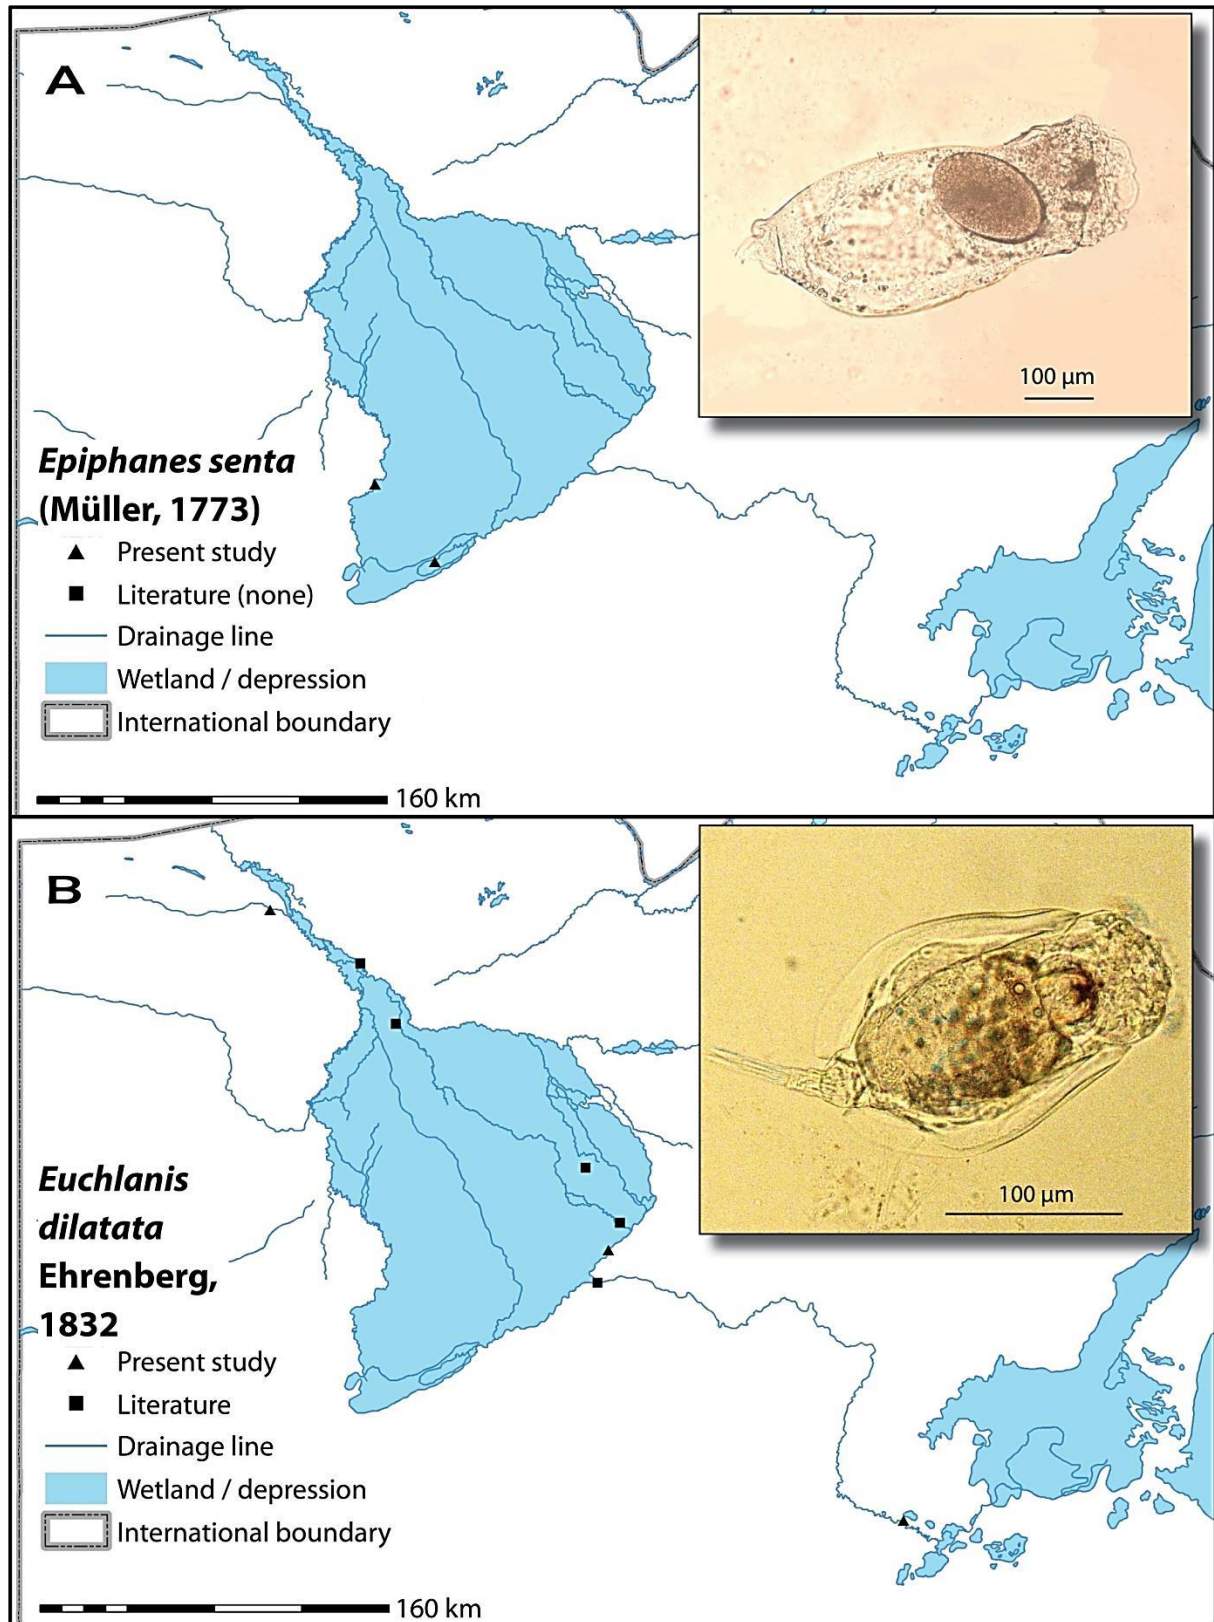 A
100 µm
Epiphanes senta
(Müller, 1773)
Present study
Literature (none)
Drainage line
Wetland / depression
International boundary
160 km
B
100 µm
Euchlanis
dilatata
Ehrenberg,
1832
Present study
Literature
Drainage line
Wetland / depression
International boundary
160 km